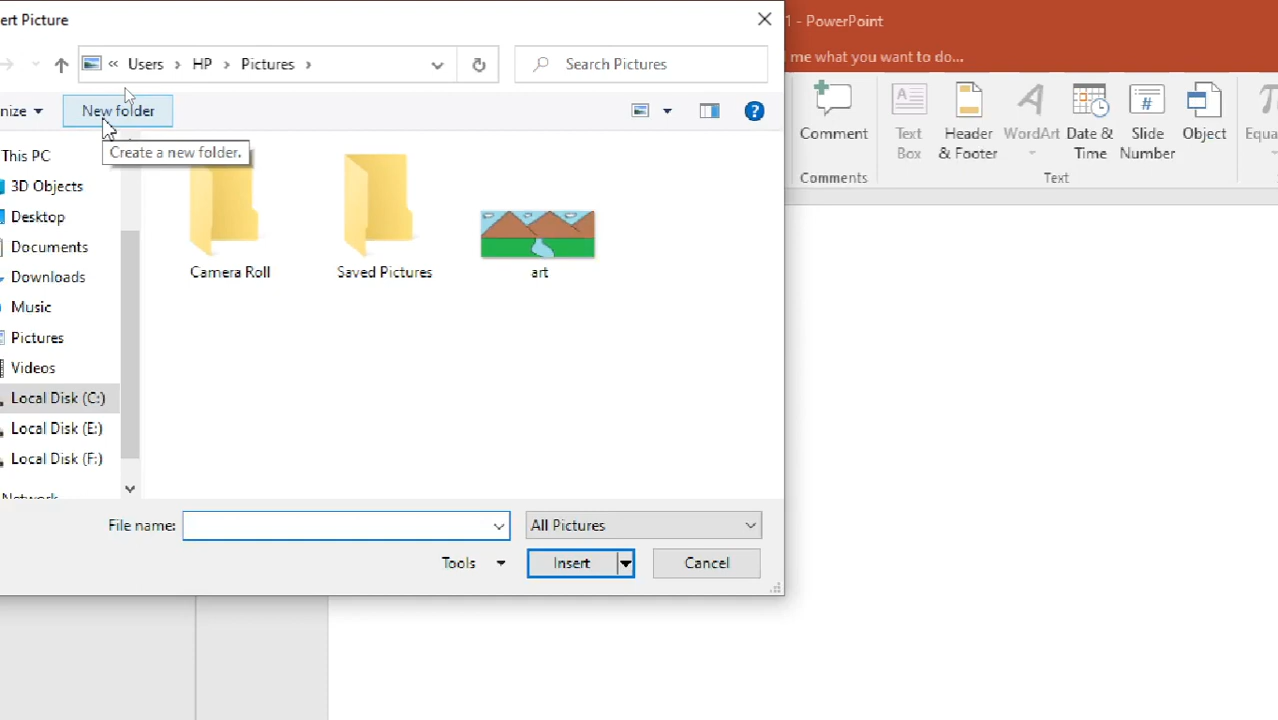 ert Picture
1 - PowerPoint
« Users > HP > Pictures >
Search Pictures
me what you want to do...
nize
New folder
Create a new folder.
This PC
3D Objects
Desktop
Documents
Downloads
Music
Pictures
Videos
Local Disk (C:)
Local Disk (E:)
Local Disk (F:)
Network
Camera Roll
Saved Pictures
art
File name:
All Pictures
Tools
Insert
Cancel
Comment
Text
Box
Header
& Footer
WordArt
Date &
Time
#
Slide
Number
Object
Equa
Comments
Text